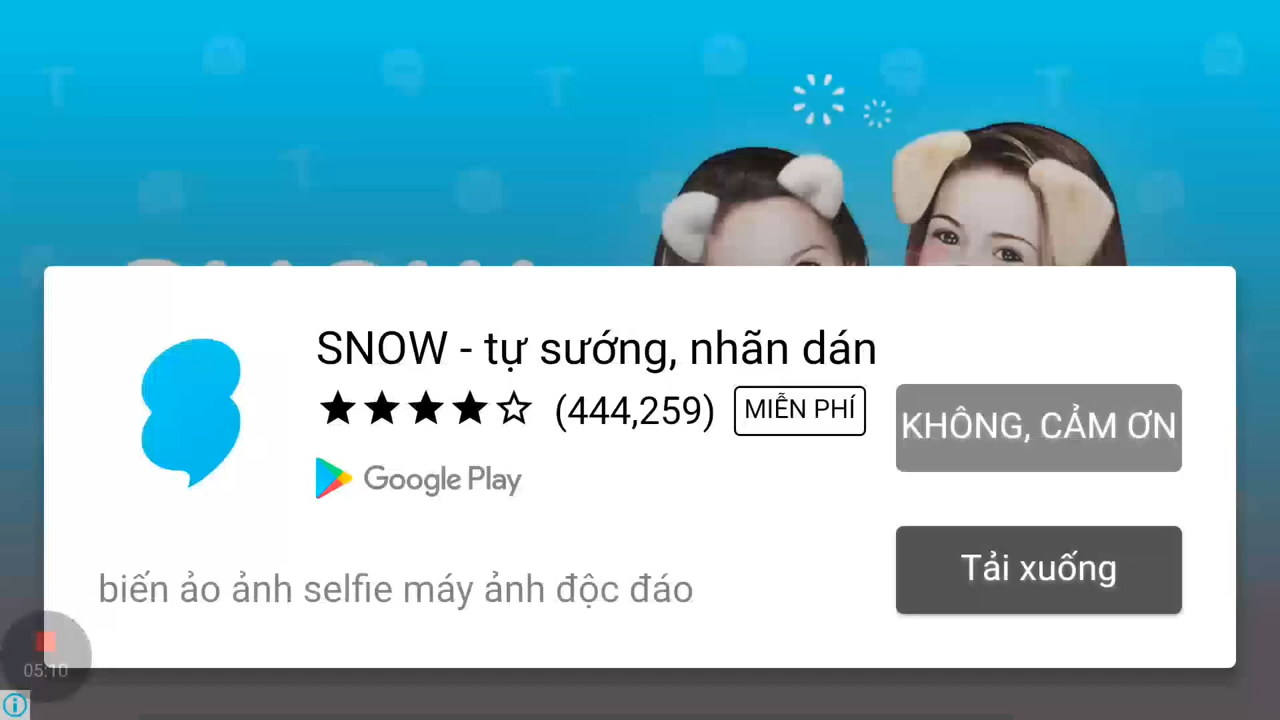 SNOW - tự sướng, nhãn dán
(444,259) MIỄN PHÍ
KHÔNG, CẢM ƠN
Google Play
Tải xuống
biến ảo ảnh selfie máy ảnh độc đáo
05:10